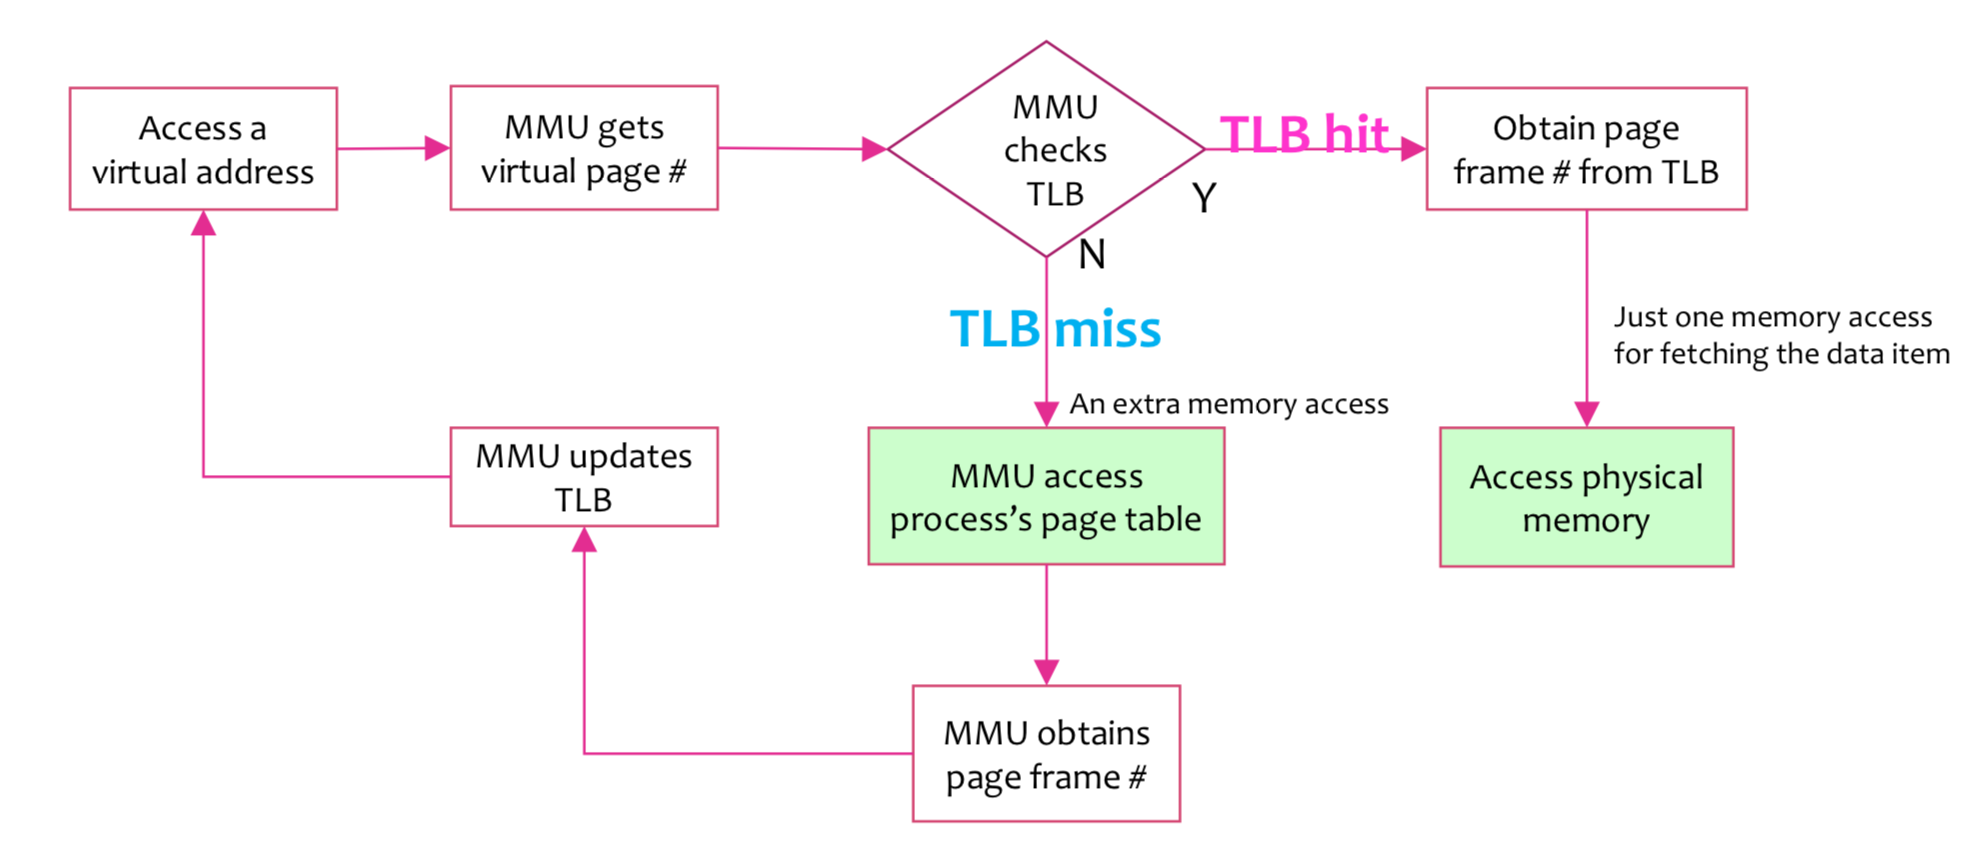 Access a
virtual address
MMU gets
virtual page #
MMU
checks
TLB
TLB hit
Y
N
Obtain page
frame # from TLB
TLB miss
Just one memory access
for fetching the data item
An extra memory access
MMU updates
TLB
MMU access
process’s page table
Access physical
memory
MMU obtains
page frame #